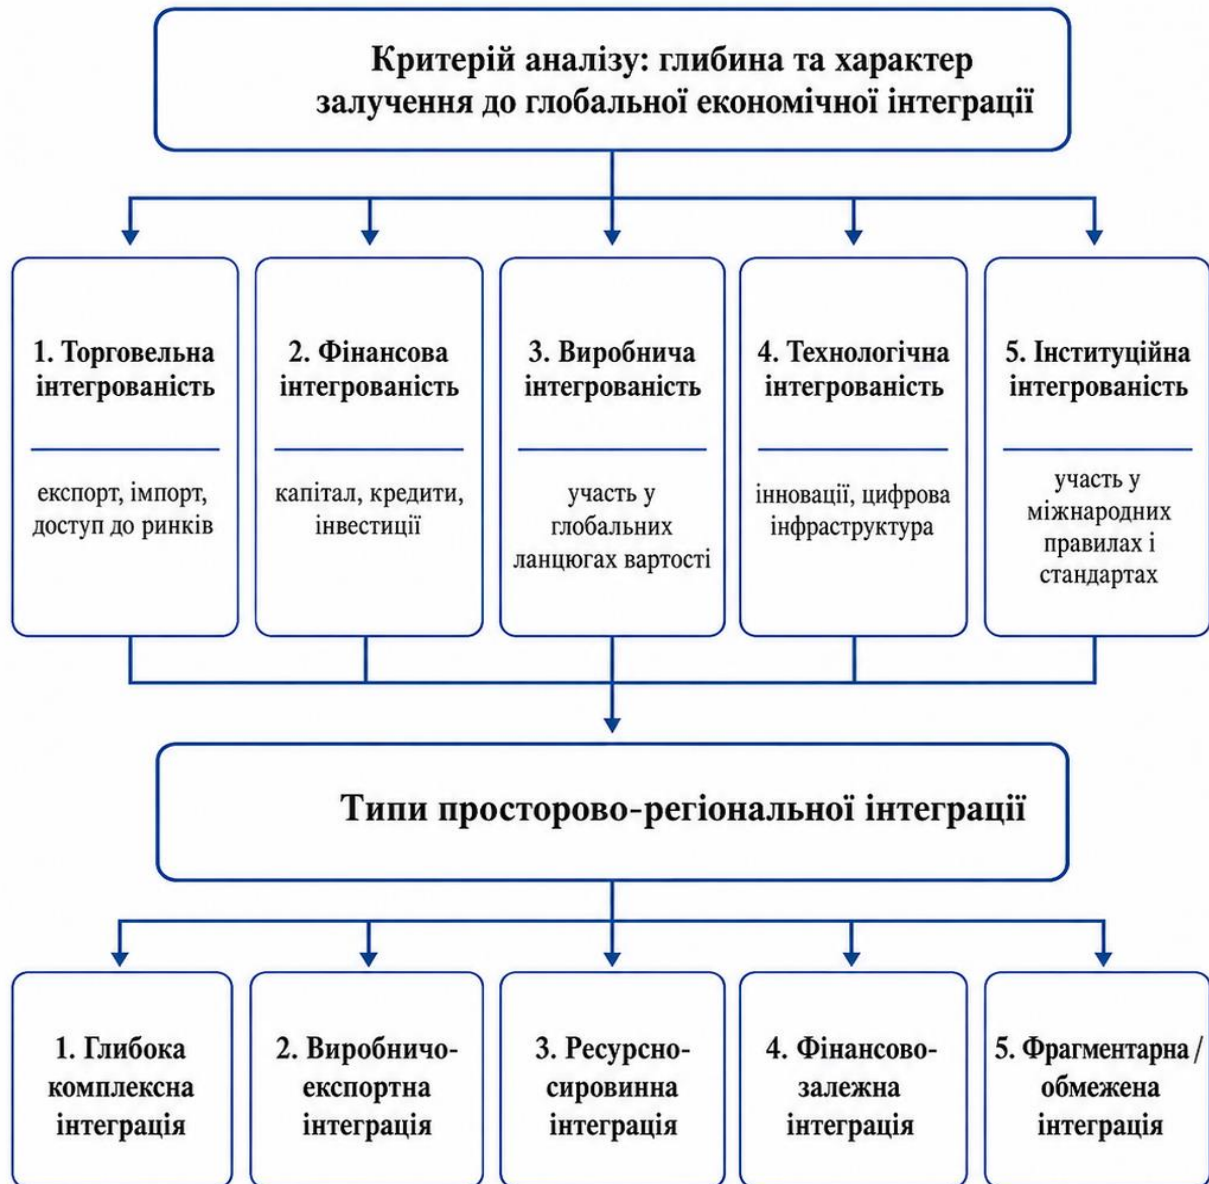 Критерій аналізу: глибина та характер
залучення до глобальної економічної інтеграції
1. Торговельна
інтегрованість
експорт, імпорт,
доступ до ринків
2. Фінансова
інтегрованість
капітал, кредити,
інвестиції
3. Виробнича
інтегрованість
участь у
глобальних
ланцюгах вартості
4. Технологічна
інтегрованість
інновації, цифрова
інфраструктура
5. Інституційна
інтегрованість
участь у
міжнародних
правилах і
стандартах
Типи просторово-регіональної інтеграції
1. Глибока
комплексна
інтеграція
2. Виробничо-
експортна
інтеграція
3. Ресурсно-
сировинна
інтеграція
4. Фінансово-
залежна
інтеграція
5. Фрагментарна /
обмежена
інтеграція